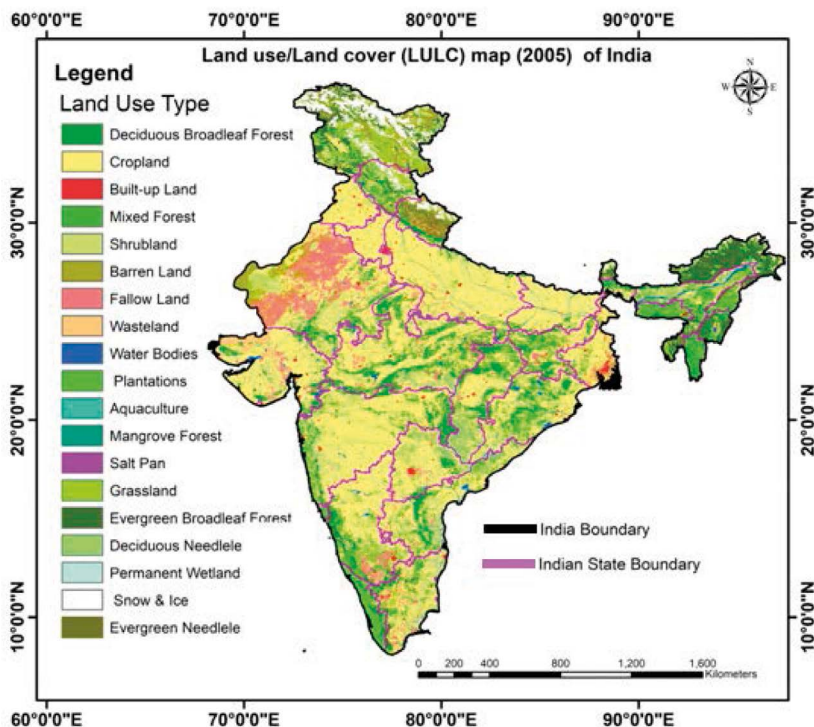 60°0'0"E 70°0'0"E 80°0'0"E 90°0'0"E
Land use/Land cover (LULC) map (2005) of India
Legend
Land Use Type
Deciduous Broadleaf Forest
Cropland
Built-up Land
Mixed Forest
Shrubland
Barren Land
Fallow Land
Wasteland
Water Bodies
Plantations
Aquaculture
Mangrove Forest
Salt Pan
Grassland
Evergreen Broadleaf Forest
Deciduous Needlele
Permanent Wetland
Snow & Ice
Evergreen Needlele
N
W E
S
30°0'0"N
20°0'0"N
10°0'0"N
30°0'0"N
20°0'0"N
10°0'0"N
India Boundary
Indian State Boundary
0 200 400 800 1,200 1,600
Kilometers
60°0'0"E 70°0'0"E 80°0'0"E 90°0'0"E